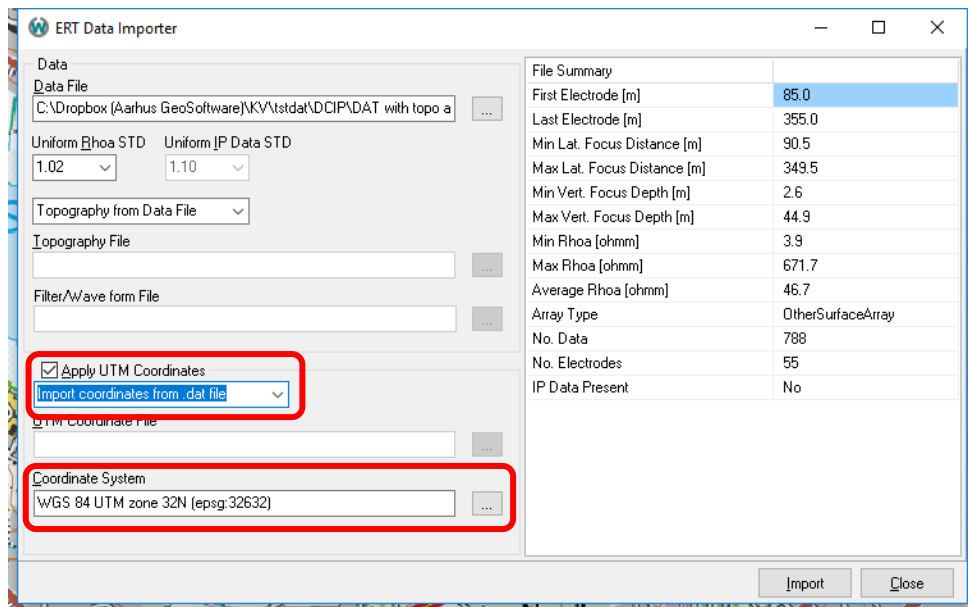 ERT Data Importer
Data
Data File
C:\Dropbox (Aarhus GeoSoftware)\KV\tstdat\DCIP\DAT with topo a
...
Uniform Rhoa STD Uniform IP Data STD
1.02 1.10
Topography from Data File
Topography File
...
Filter/Wave form File
...
Apply UTM Coordinates
Import coordinates from .dat file
UTM Coordinate File
...
Coordinate System
WGS 84 UTM zone 32N (epsg:32632)
...
File Summary
First Electrode [m] 85.0
Last Electrode [m] 355.0
Min Lat. Focus Distance [m] 90.5
Max Lat. Focus Distance [m] 349.5
Min Vert. Focus Depth [m] 2.6
Max Vert. Focus Depth [m] 44.9
Min Rhoa [ohmm] 3.9
Max Rhoa [ohmm] 671.7
Average Rhoa [ohmm] 46.7
Array Type OtherSurfaceArray
No. Data 788
No. Electrodes 55
IP Data Present No
Import Close